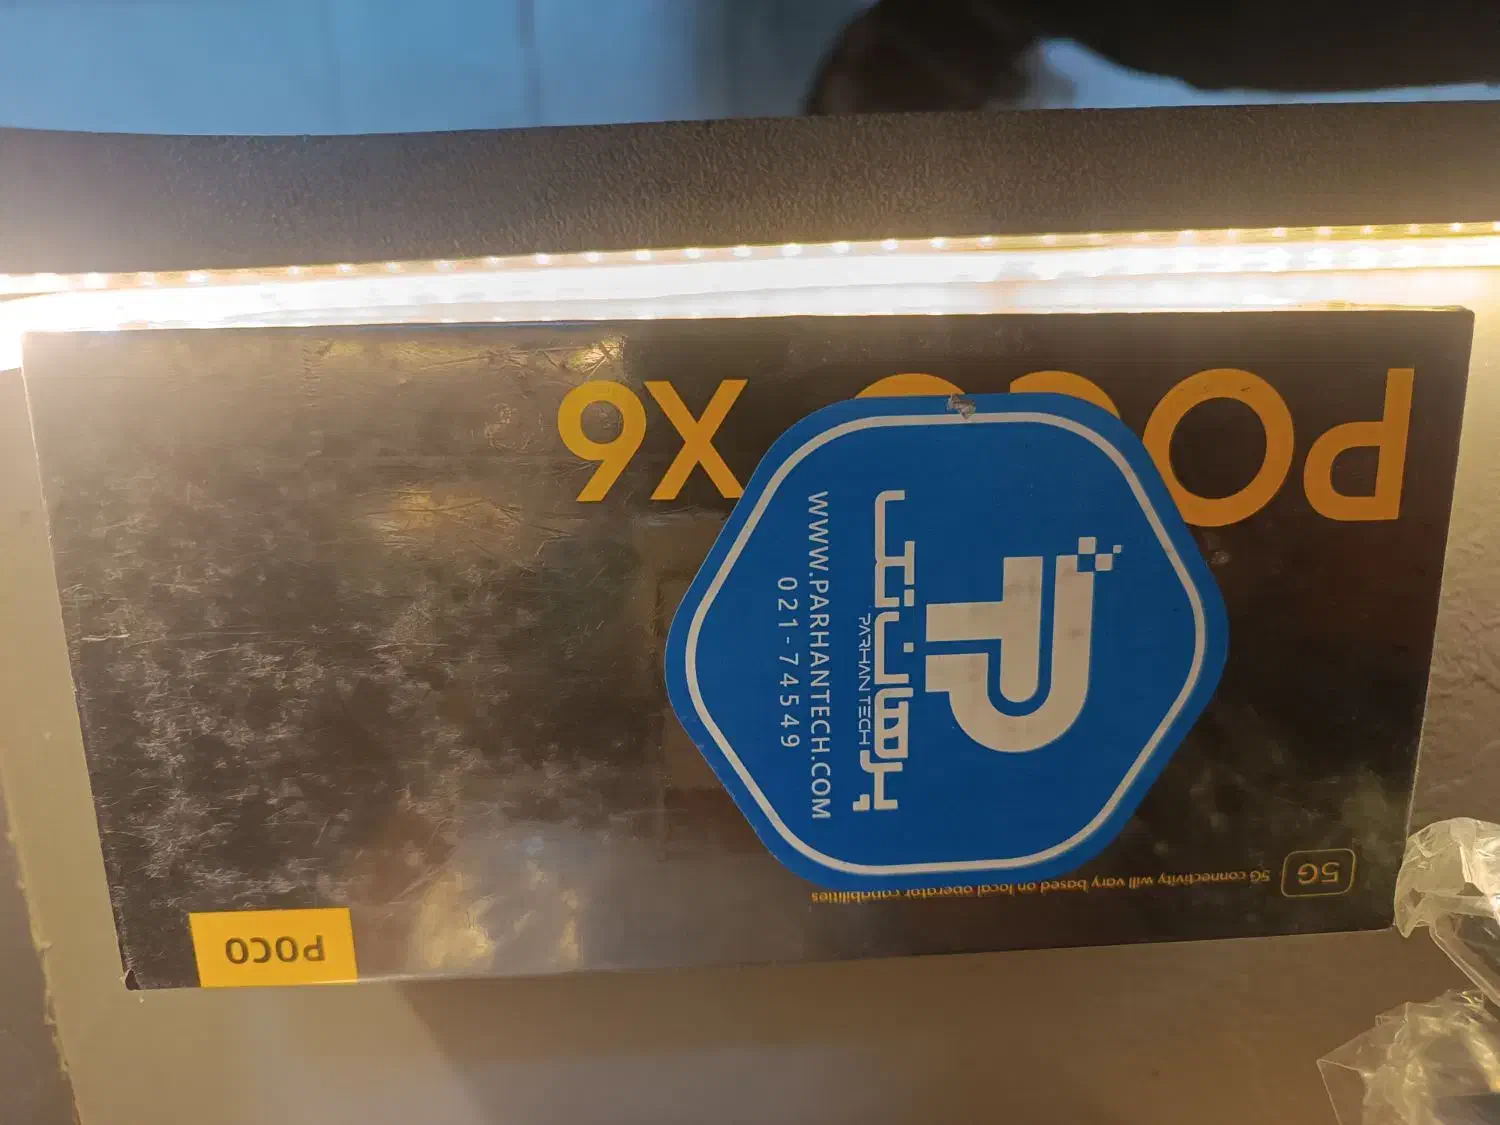 POCO X6
پرهان تک
PARHAN TECH
WWW.PARHANTECH.COM
021-74549
5G
5G connectivity will vary based on local operator capabilities
POCO